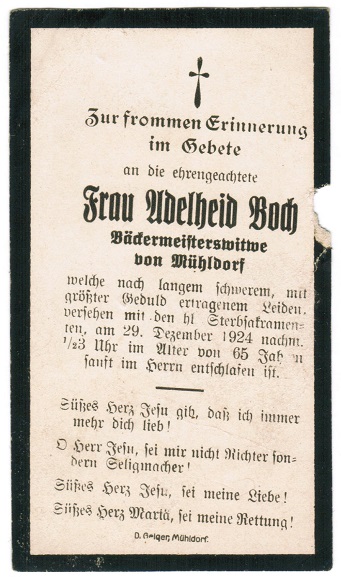 Zur frommen Erinnerung
im Gebete
an die ehrengeachtete
Frau Adelheid Boch
Bäckermeisterswitwe
von Mühldorf
welche nach langem schwerem, mit
größter Geduld ertragenem Leiden,
versehen mit den hl Sterbsakramen-
ten, am 29. Dezember 1924 nachm.
½3 Uhr im Alter von 65
sanft im Herrn entschlafen ist.
Süßes Herz Jesu gib, daß ich immer
mehr dich lieb!
O Herr Jesu, sei mir nicht Richter son-
dern Seligmacher!
Süßes Herz Jesu, sei meine Liebe!
Süßes Herz Mariä, sei meine Rettung!
D. Geiger, Mühldorf.